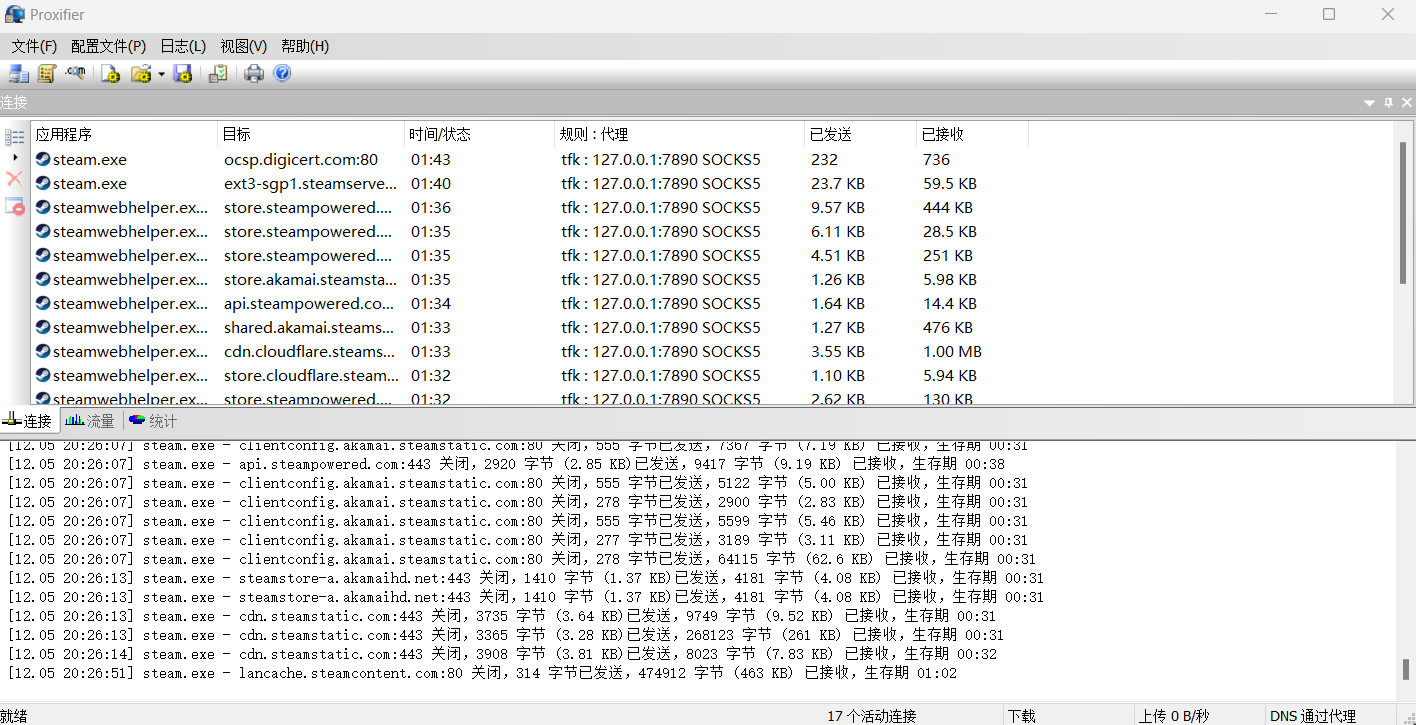 Proxifier
文件(F) 配置文件(P) 日志(L) 视图(V) 帮助(H)
连接
应用程序 目标 时间/状态 规则 : 代理 已发送 已接收
steam.exe ocsp.digicert.com:80 01:43 tfk : 127.0.0.1:7890 SOCKS5 232 736
steam.exe ext3-sgp1.steamserve... 01:40 tfk : 127.0.0.1:7890 SOCKS5 23.7 KB 59.5 KB
steamwebhelper.ex... store.steampowered.... 01:36 tfk : 127.0.0.1:7890 SOCKS5 9.57 KB 444 KB
steamwebhelper.ex... store.steampowered.... 01:35 tfk : 127.0.0.1:7890 SOCKS5 6.11 KB 28.5 KB
steamwebhelper.ex... store.steampowered.... 01:35 tfk : 127.0.0.1:7890 SOCKS5 4.51 KB 251 KB
steamwebhelper.ex... store.akamai.steamsta... 01:35 tfk : 127.0.0.1:7890 SOCKS5 1.26 KB 5.98 KB
steamwebhelper.ex... api.steampowered.co... 01:34 tfk : 127.0.0.1:7890 SOCKS5 1.64 KB 14.4 KB
steamwebhelper.ex... shared.akamai.steams... 01:33 tfk : 127.0.0.1:7890 SOCKS5 1.27 KB 476 KB
steamwebhelper.ex... cdn.cloudflare.steams... 01:33 tfk : 127.0.0.1:7890 SOCKS5 3.55 KB 1.00 MB
steamwebhelper.ex... store.cloudflare.steam... 01:32 tfk : 127.0.0.1:7890 SOCKS5 1.10 KB 5.94 KB
steamwebhelper.ex... store.steampowered.... 01:32 tfk : 127.0.0.1:7890 SOCKS5 2.62 KB 130 KB
连接 流量 统计
[12.05 20:26:07] steam.exe - clientconfig.akamai.steamstatic.com:80 关闭，555 字节已发送，7367 字节 (7.19 KB) 已接收，生存期 00:31
[12.05 20:26:07] steam.exe - api.steampowered.com:443 关闭，2920 字节 (2.85 KB)已发送，9417 字节 (9.19 KB) 已接收，生存期 00:38
[12.05 20:26:07] steam.exe - clientconfig.akamai.steamstatic.com:80 关闭，555 字节已发送，5122 字节 (5.00 KB) 已接收，生存期 00:31
[12.05 20:26:07] steam.exe - clientconfig.akamai.steamstatic.com:80 关闭，278 字节已发送，2900 字节 (2.83 KB) 已接收，生存期 00:31
[12.05 20:26:07] steam.exe - clientconfig.akamai.steamstatic.com:80 关闭，555 字节已发送，5599 字节 (5.46 KB) 已接收，生存期 00:31
[12.05 20:26:07] steam.exe - clientconfig.akamai.steamstatic.com:80 关闭，277 字节已发送，3189 字节 (3.11 KB) 已接收，生存期 00:31
[12.05 20:26:07] steam.exe - clientconfig.akamai.steamstatic.com:80 关闭，278 字节已发送，64115 字节 (62.6 KB) 已接收，生存期 00:31
[12.05 20:26:13] steam.exe - steamstore-a.akamaihd.net:443 关闭，1410 字节 (1.37 KB)已发送，4181 字节 (4.08 KB) 已接收，生存期 00:31
[12.05 20:26:13] steam.exe - steamstore-a.akamaihd.net:443 关闭，1410 字节 (1.37 KB)已发送，4181 字节 (4.08 KB) 已接收，生存期 00:31
[12.05 20:26:13] steam.exe - cdn.steamstatic.com:443 关闭，3735 字节 (3.64 KB)已发送，9749 字节 (9.52 KB) 已接收，生存期 00:31
[12.05 20:26:13] steam.exe - cdn.steamstatic.com:443 关闭，3365 字节 (3.28 KB)已发送，268123 字节 (261 KB) 已接收，生存期 00:31
[12.05 20:26:14] steam.exe - cdn.steamstatic.com:443 关闭，3908 字节 (3.81 KB)已发送，8023 字节 (7.83 KB) 已接收，生存期 00:32
[12.05 20:26:51] steam.exe - lancache.steamcontent.com:80 关闭，314 字节已发送，474912 字节 (463 KB) 已接收，生存期 01:02
就绪 17 个活动连接 下载 上传 0 B/秒 DNS 通过代理